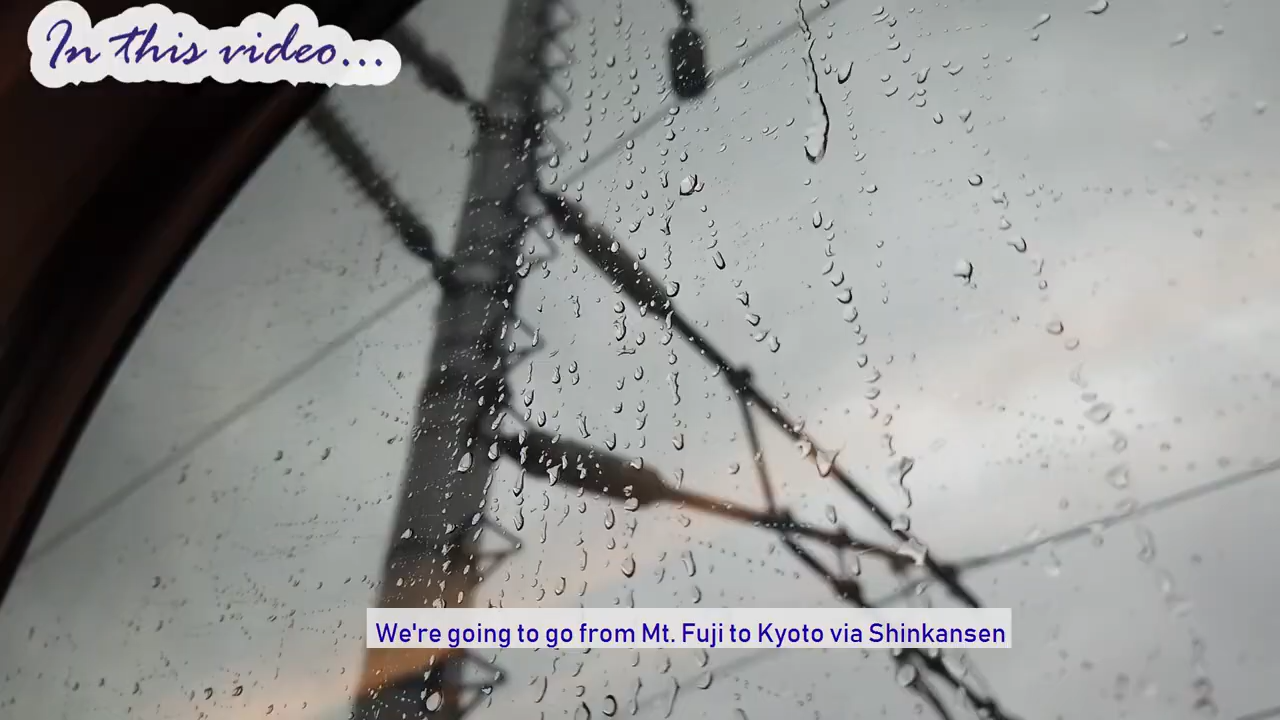 In this video...
We're going to go from Mt. Fuji to Kyoto via Shinkansen